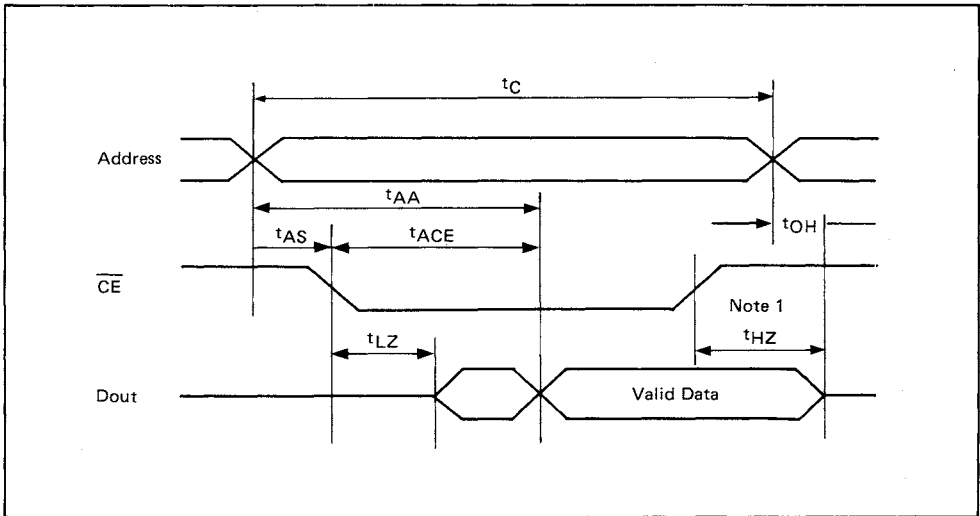 tC
Address
tAA
tOH
tAS
tACE
CE
Note 1
tLZ
tHZ
Dout
Valid Data